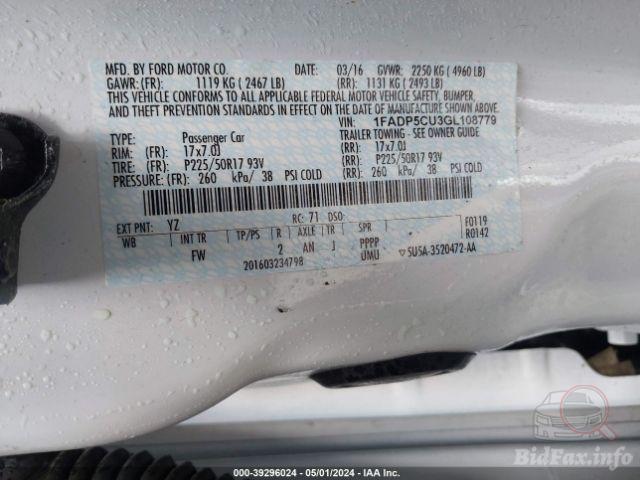 MFD. BY FORD MOTOR CO. DATE: 03/16 GVWR: 2250 KG ( 4960 LB)
GAWR: (FR): 1119 KG ( 2467 LB) (RR): 1131 KG ( 2493 LB)
THIS VEHICLE CONFORMS TO ALL APPLICABLE FEDERAL MOTOR VEHICLE SAFETY, BUMPER,
AND THEFT PREVENTION STANDARDS IN EFFECT ON THE DATE OF MANUFACTURE SHOWN ABOVE.
VIN: 1FADP5CU3GL108779
TYPE: Passenger Car TRAILER TOWING - SEE OWNER GUIDE
RIM: (FR): 17x7.0J (RR): 17x7.0J
TIRE: (FR): P225/50R17 93V (RR): P225/50R17 93V
PRESSURE: (FR): 260 kPa/ 38 PSI COLD (RR): 260 kPa/ 38 PSI COLD
EXT PNT: YZ RC: 71 DSO: F0119
WB INT TR TP/PS R AXLE TR SPR R0142
FW 2 AN J PPPP
201603234798 UMU 5U5A-3520472-AA
000-39296024 - 05/01/2024 - IAA Inc.
BidFax.info